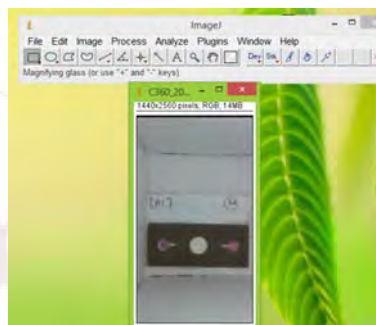 ImageJ
File Edit Image Process Analyze Plugins Window Help
Magnifying glass (or use "+" and "-" keys)
C360_20...
1440x2560 pixels; RGB; 14MB